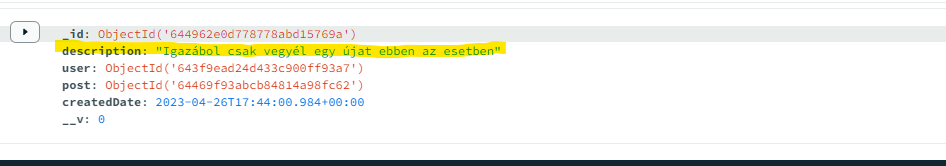 _id: ObjectId('644962e0d778778abd15769a')
description: "Igazából csak vegyél egy újat ebben az esetben"
user: ObjectId('643f9ead24d433c900ff93a7')
post: ObjectId('64469f93abcb84814a98fc62')
createdDate: 2023-04-26T17:44:00.984+00:00
__v: 0